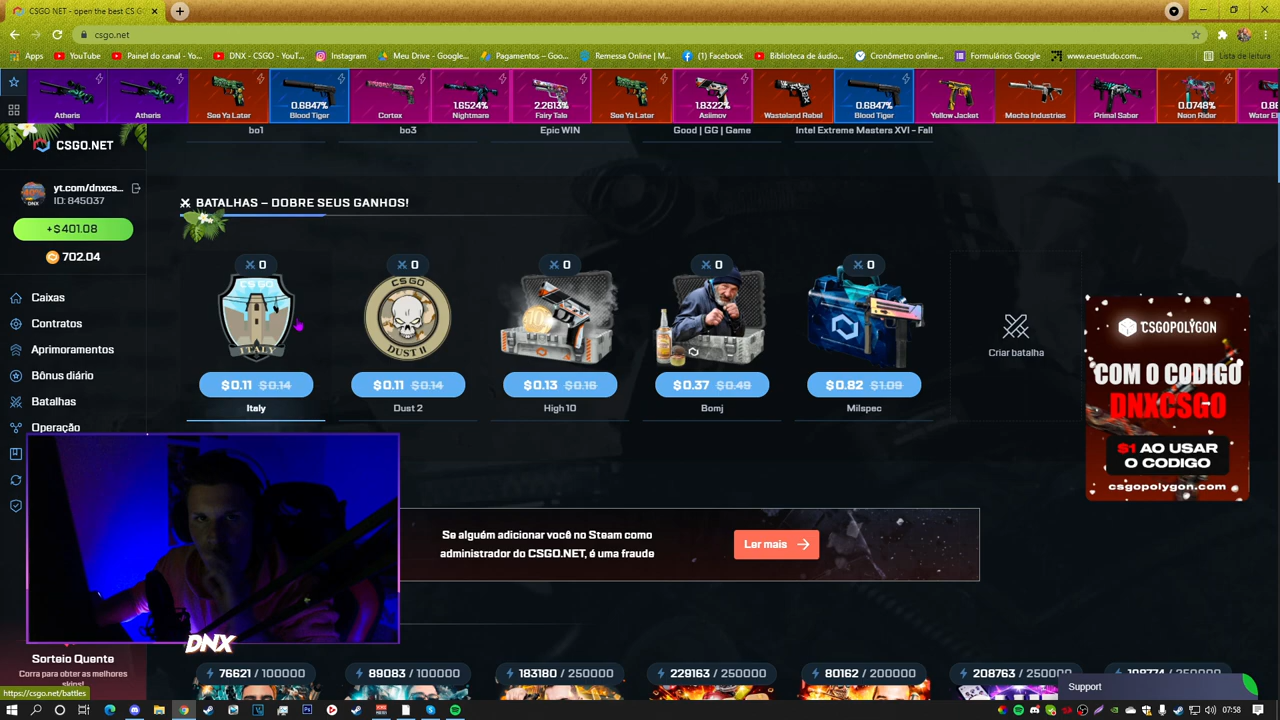 CSGO NET - open the best CS G
csgo.net
Apps
YouTube
Painel do canal - Yo...
DNX - CSGO - YouT...
Instagram
Meu Drive - Google...
Pagamentos – Goo...
Remessa Online | M...
(1) Facebook
Biblioteca de áudio...
Cronômetro online...
Formulários Google
www.euestudo.com...
Lista de leitura
0.6847%
1.6524%
2.2613%
1.8322%
0.6847%
0.0748%
Atheris
Atheris
See Ya Later
Blood Tiger
Cortex
Nightmare
Fairy Tale
See Ya Later
Asiimov
Wasteland Rebel
Blood Tiger
Yellow Jacket
Mecha Industries
Primal Saber
Neon Rider
bo1
bo3
Epic WIN
Good | GG | Game
Intel Extreme Masters XVI – Fall
CSGO.NET
yt.com/dnxcs...
ID: 845037
+$401.08
702.04
Caixas
Contratos
Aprimoramentos
Bônus diário
Batalhas
Operação
BATALHAS – DOBRE SEUS GANHOS!
0
0
0
0
0
CS GO
ITALY
CS GO
DUST II
$0.11 $0.14
$0.11 $0.14
$0.13 $0.16
$0.37 $0.49
$0.82 $1.09
Italy
Dust 2
High 10
Bomj
Milspec
Criar batalha
CSGOPOLYGON
COM O CODIGO
DNXCSGO
$1 AO USAR
O CODIGO
csgopolygon.com
Se alguém adicionar você no Steam como
administrador do CSGO.NET, é uma fraude
Ler mais
DNX
Sorteio Quente
Corra para obter as melhores
skins!
76621 / 100000
89083 / 100000
183180 / 250000
229163 / 250000
80162 / 250000
208763 / 250000
Support
https://csgo.net/battles
07:58